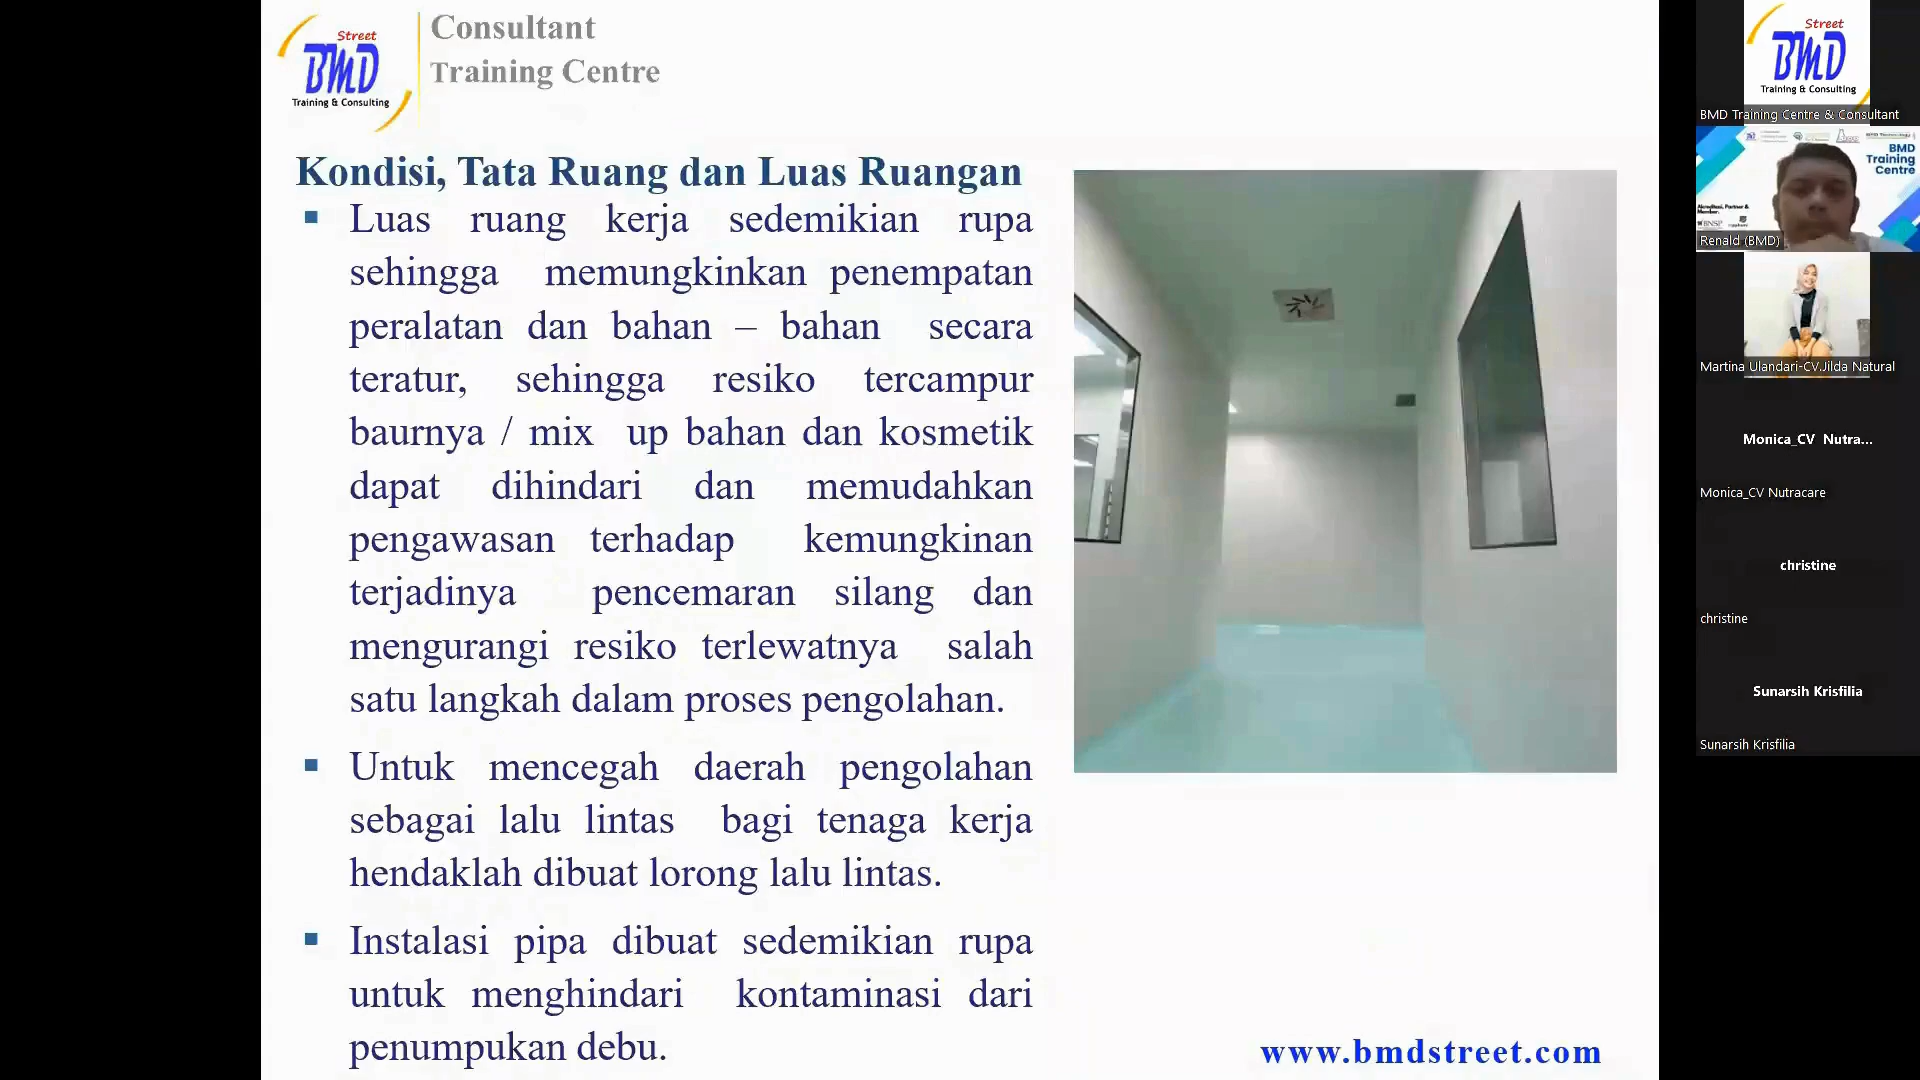 Street
BMD
Training & Consulting
Consultant
Training Centre
Kondisi, Tata Ruang dan Luas Ruangan
▪ Luas ruang kerja sedemikian rupa
sehingga memungkinkan penempatan
peralatan dan bahan – bahan secara
teratur, sehingga resiko tercampur
baurnya / mix up bahan dan kosmetik
dapat dihindari dan memudahkan
pengawasan terhadap kemungkinan
terjadinya pencemaran silang dan
mengurangi resiko terlewatnya salah
satu langkah dalam proses pengolahan.
▪ Untuk mencegah daerah pengolahan
sebagai lalu lintas bagi tenaga kerja
hendaklah dibuat lorong lalu lintas.
▪ Instalasi pipa dibuat sedemikian rupa
untuk menghindari kontaminasi dari
penumpukan debu.
www.bmdstreet.com
Street
BMD
Training & Consulting
BMD Training Centre & Consultant
BMD
Training
Centre
Akreditasi, Partner &
Member:
BNSP
Renald (BMD)
Martina Ulandari-CV.Jilda Natural
Monica_CV Nutra...
Monica_CV Nutracare
christine
christine
Sunarsih Krisfilia
Sunarsih Krisfilia